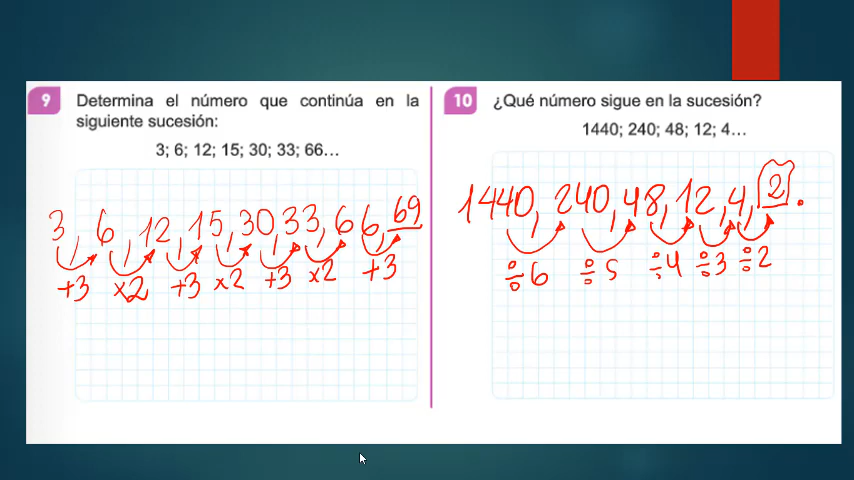 9 Determina el número que continúa en la
siguiente sucesión:
3; 6; 12; 15; 30; 33; 66...
3, 6, 12, 15, 30, 33, 66, 69
+3 x2 +3 x2 +3 x2 +3
10 ¿Qué número sigue en la sucesión?
1440; 240; 48; 12; 4...
1440, 240, 48, 12, 4, 2.
÷6 ÷5 ÷4 ÷3 ÷2